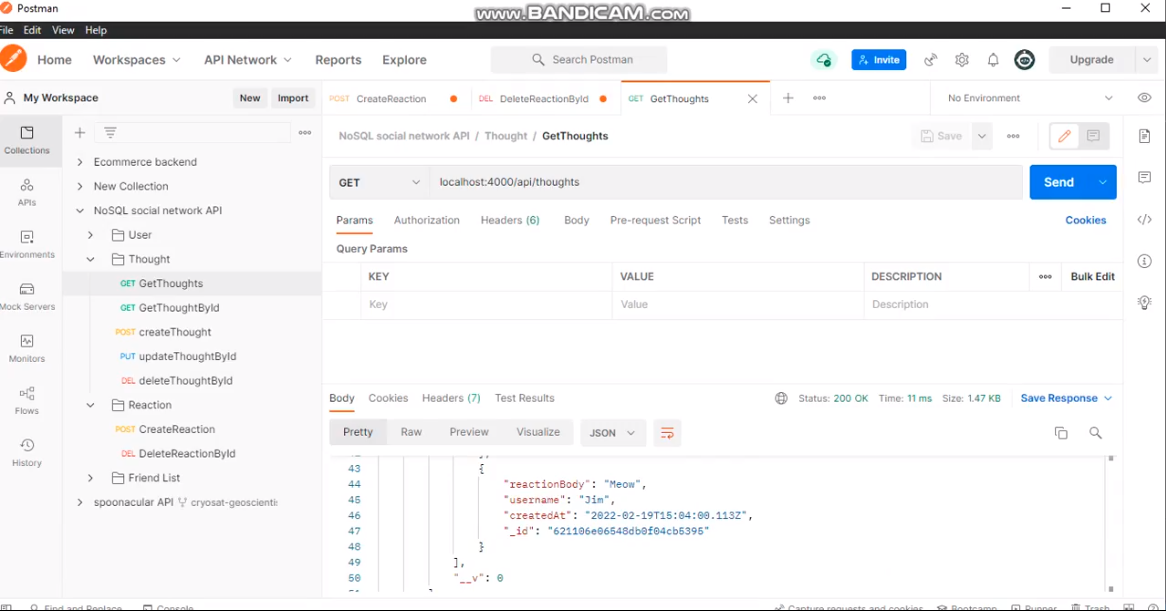 Postman
www.BANDICAM.com
File Edit View Help
Home Workspaces API Network Reports Explore Search Postman Invite Upgrade
My Workspace New Import POST CreateReaction DEL DeleteReactionById GET GetThoughts No Environment
Collections
APIs
Environments
Mock Servers
Monitors
Flows
History
Ecommerce backend
New Collection
NoSQL social network API
User
Thought
GET GetThoughts
GET GetThoughtById
POST createThought
PUT updateThoughtById
DEL deleteThoughtById
Reaction
POST CreateReaction
DEL DeleteReactionById
Friend List
spoonacular API cryosat-geoscientis
NoSQL social network API / Thought / GetThoughts Save
GET localhost:4000/api/thoughts Send
Params Authorization Headers (6) Body Pre-request Script Tests Settings Cookies
Query Params
KEY VALUE DESCRIPTION Bulk Edit
Key Value Description
Body Cookies Headers (7) Test Results Status: 200 OK Time: 11 ms Size: 1.47 KB Save Response
Pretty Raw Preview Visualize JSON
43 {
44 "reactionBody": "Meow",
45 "username": "Jim",
46 "createdAt": "2022-02-19T15:04:00.113Z",
47 "_id": "621106e06548db0f04cb5395"
48 }
49 ],
50 "__v": 0
Find and Replace Console Capture requests and cookies Bootcamp Runner Trash